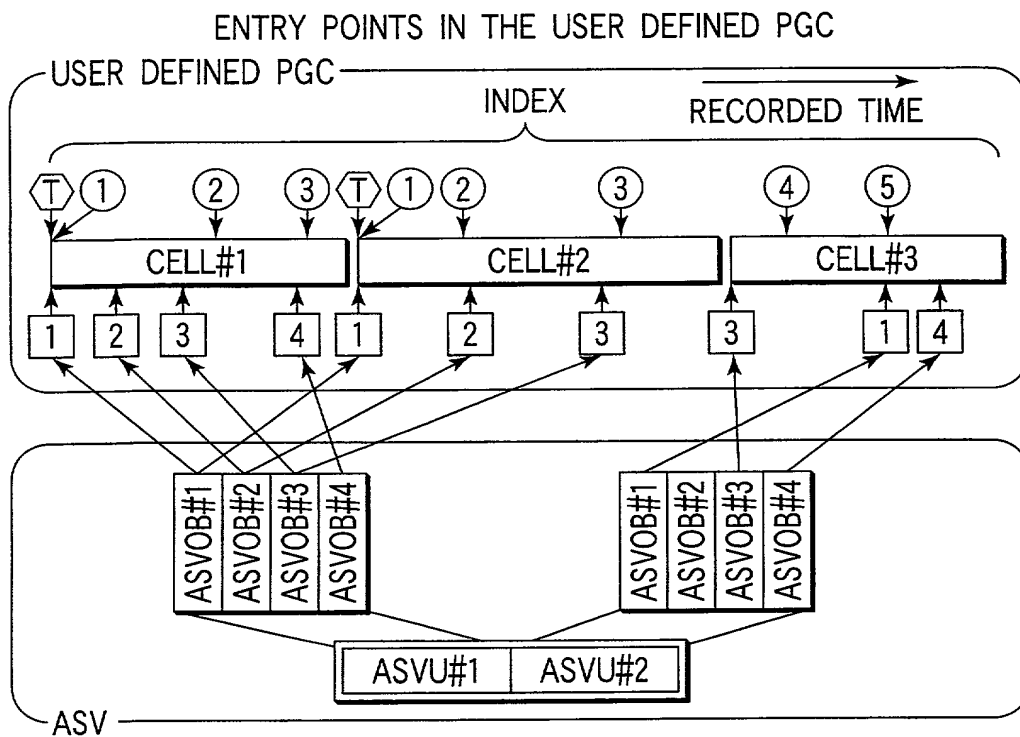 ENTRY POINTS IN THE USER DEFINED PGC
USER DEFINED PGC
INDEX
RECORDED TIME
T 1 2 3 T 1 2 3 4 5
CELL#1 CELL#2 CELL#3
1 2 3 4 1 2 3 3 1 4
ASVOB#1
ASVOB#2
ASVOB#3
ASVOB#4
ASVOB#1
ASVOB#2
ASVOB#3
ASVOB#4
ASVU#1 ASVU#2
ASV